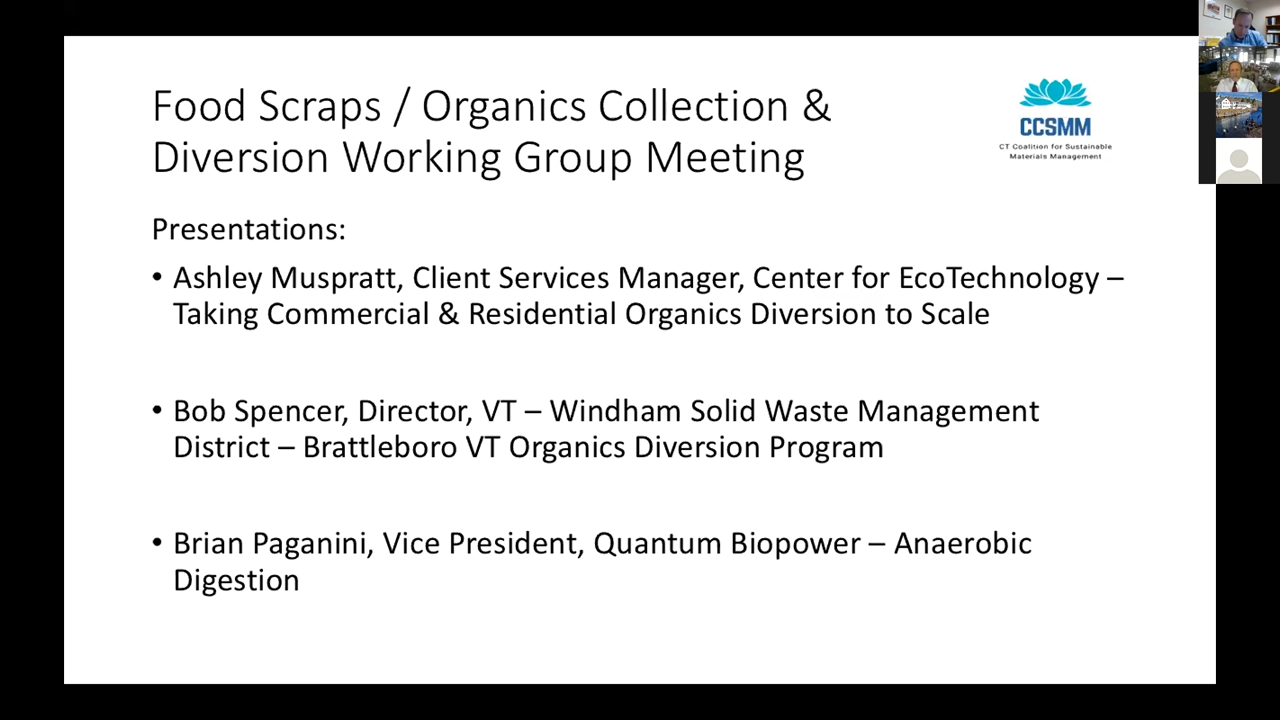 Food Scraps / Organics Collection &
Diversion Working Group Meeting
CCSMM
CT Coalition for Sustainable
Materials Management
Presentations:
• Ashley Muspratt, Client Services Manager, Center for EcoTechnology –
Taking Commercial & Residential Organics Diversion to Scale
• Bob Spencer, Director, VT – Windham Solid Waste Management
District – Brattleboro VT Organics Diversion Program
• Brian Paganini, Vice President, Quantum Biopower – Anaerobic
Digestion